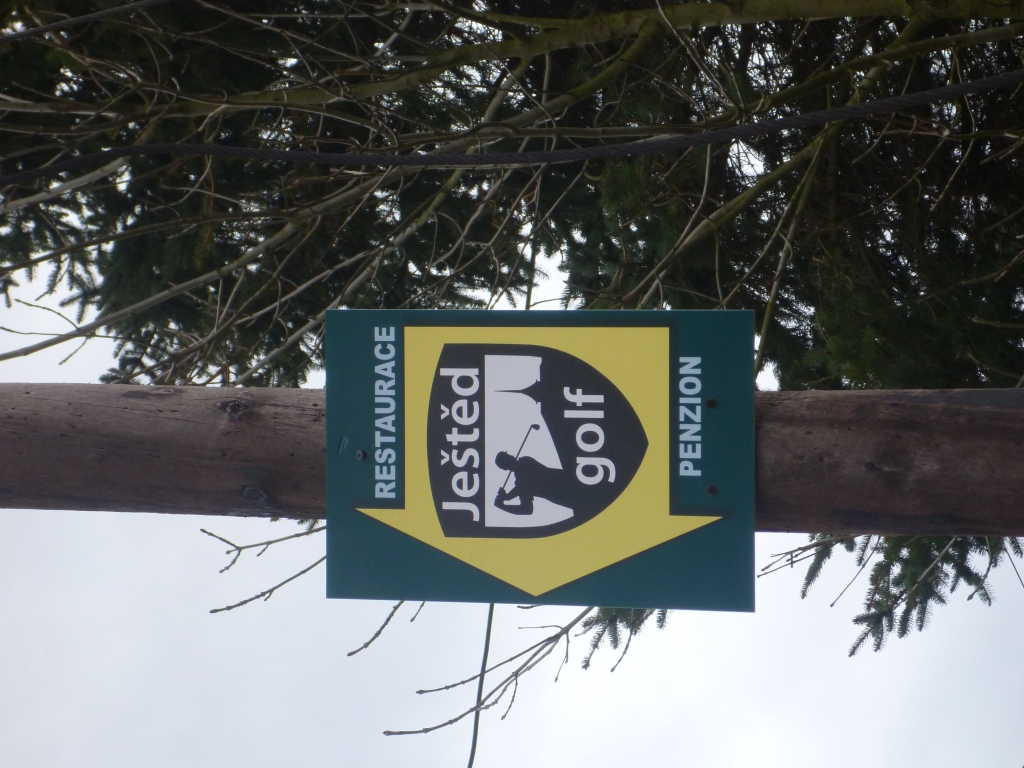 RESTAURACE
Ještěd
golf
PENZION